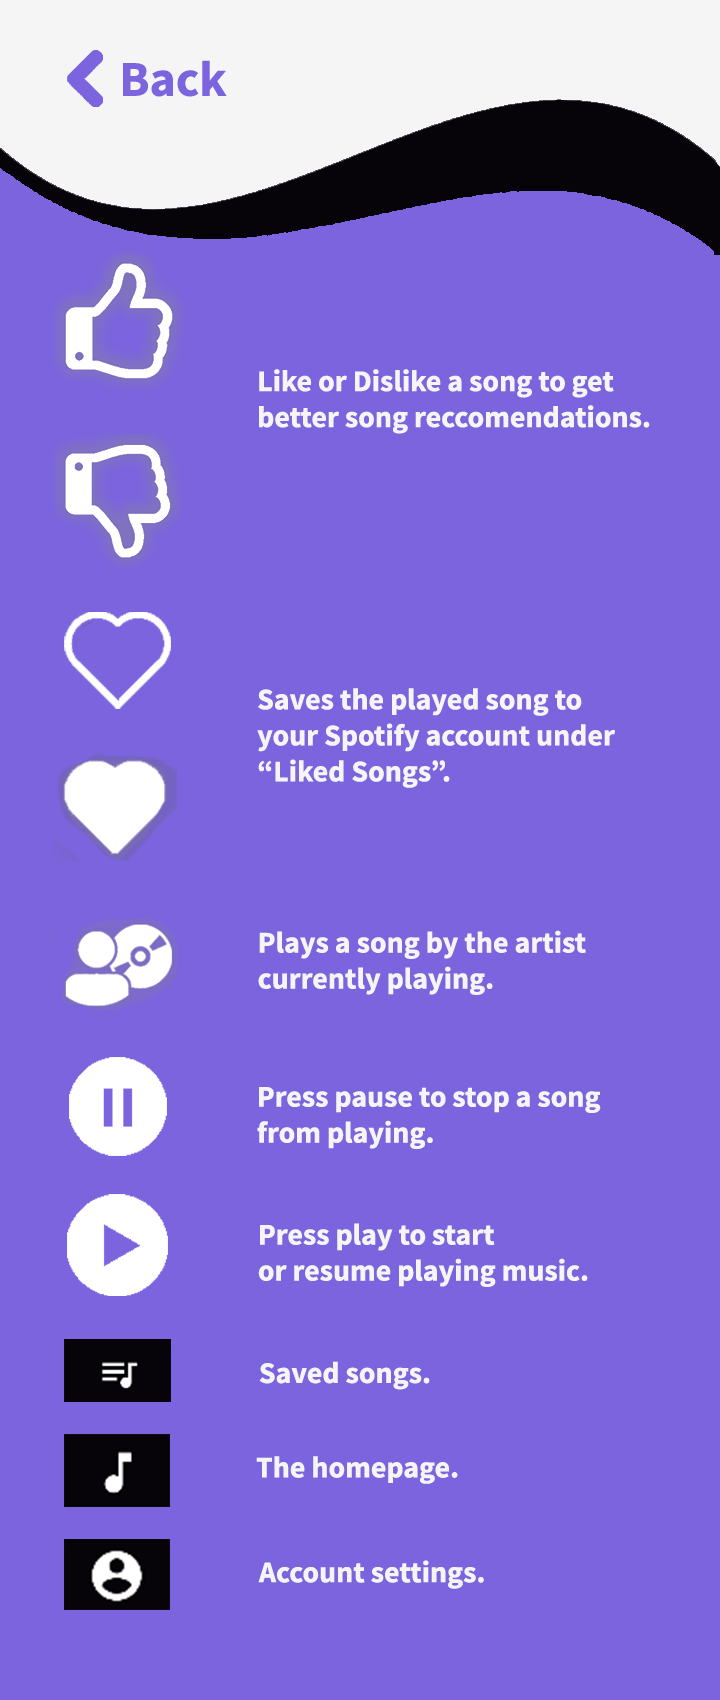 Back
Like or Dislike a song to get
better song reccomendations.
Saves the played song to
your Spotify account under
“Liked Songs”.
Plays a song by the artist
currently playing.
Press pause to stop a song
from playing.
Press play to start
or resume playing music.
Saved songs.
The homepage.
Account settings.